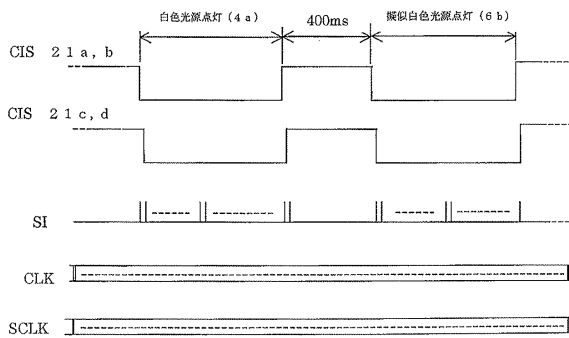 白色光源点灯（4ａ） 400ms 擬似白色光源点灯（6ｂ）
CIS ２１ａ,ｂ
CIS ２１ｃ,ｄ
SI
CLK
SCLK